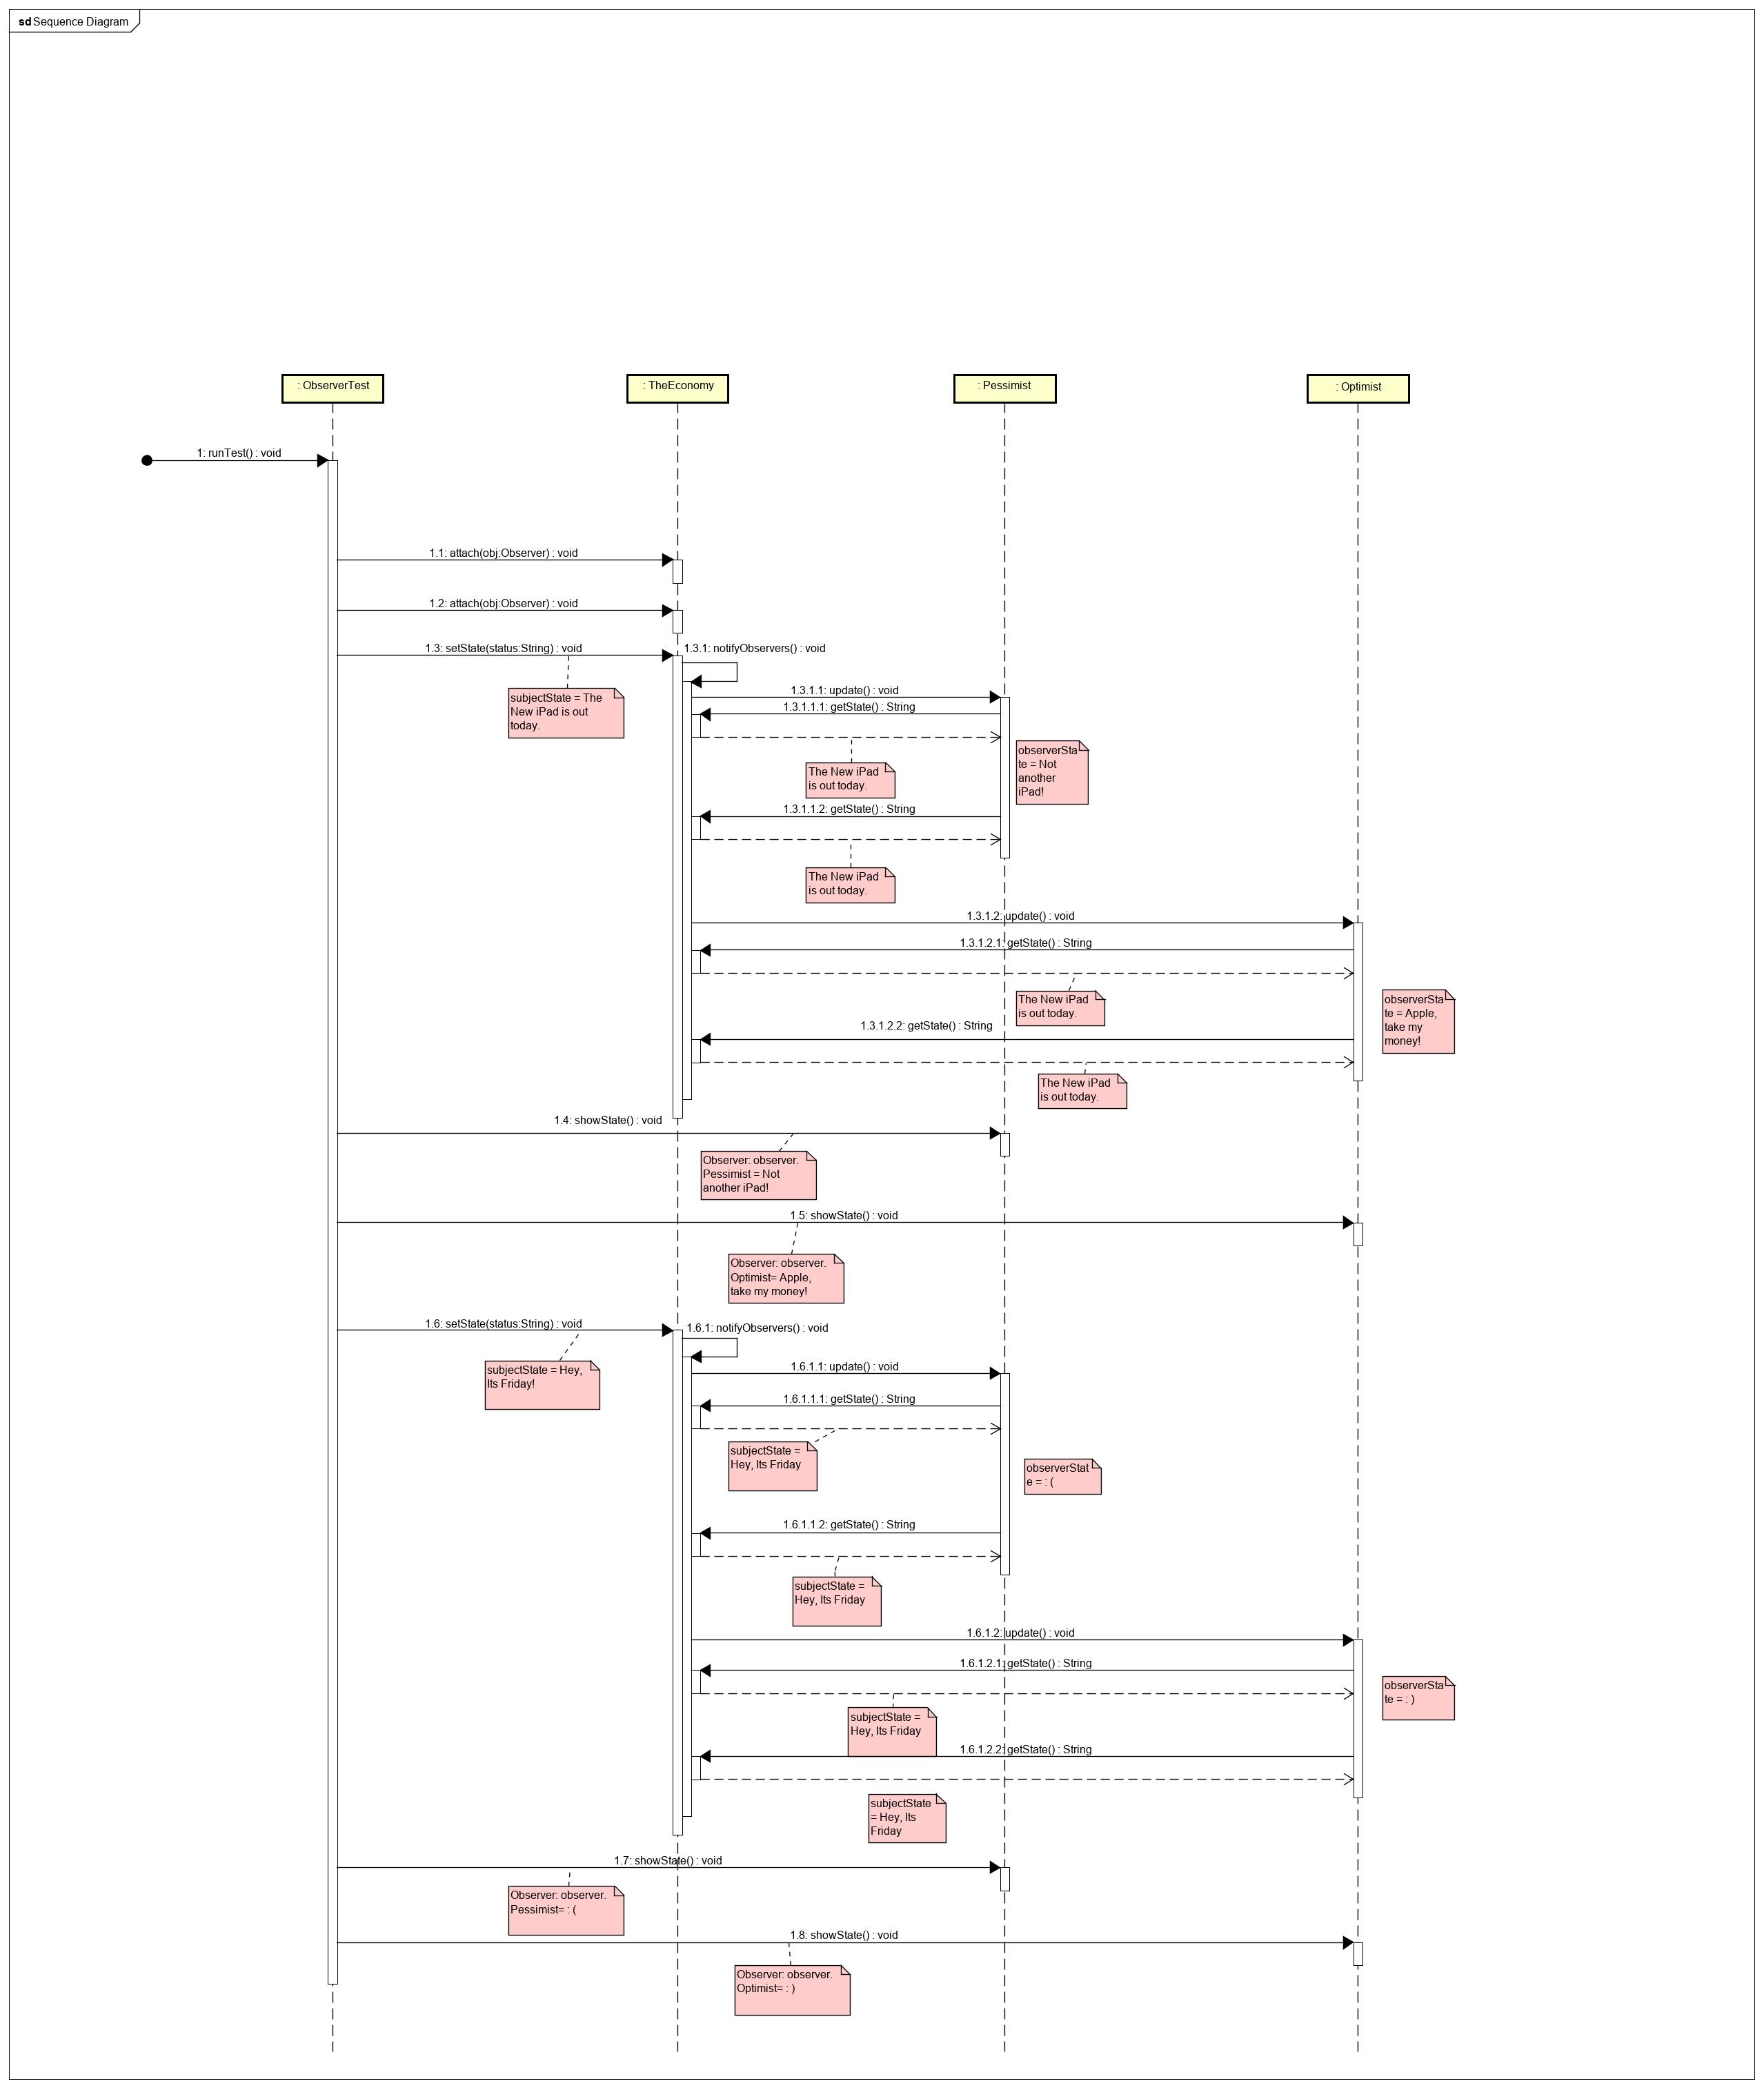 sd Sequence Diagram
: ObserverTest
: TheEconomy
: Pessimist
: Optimist
1: runTest() : void
1.1: attach(obj:Observer) : void
1.2: attach(obj:Observer) : void
1.3: setState(status:String) : void
1.3.1: notifyObservers() : void
subjectState = The
New iPad is out
today.
1.3.1.1: update() : void
1.3.1.1.1: getState() : String
The New iPad
is out today.
observerSta
te = Not
another
iPad!
1.3.1.1.2: getState() : String
The New iPad
is out today.
1.3.1.2: update() : void
1.3.1.2.1: getState() : String
The New iPad
is out today.
observerSta
te = Apple,
take my
money!
1.3.1.2.2: getState() : String
The New iPad
is out today.
1.4: showState() : void
Observer: observer.
Pessimist = Not
another iPad!
1.5: showState() : void
Observer: observer.
Optimist= Apple,
take my money!
1.6: setState(status:String) : void
1.6.1: notifyObservers() : void
subjectState = Hey,
Its Friday!
1.6.1.1: update() : void
1.6.1.1.1: getState() : String
subjectState =
Hey, Its Friday
observerStat
e = : (
1.6.1.1.2: getState() : String
subjectState =
Hey, Its Friday
1.6.1.2: update() : void
1.6.1.2.1: getState() : String
observerSta
te = : )
subjectState =
Hey, Its Friday
1.6.1.2.2: getState() : String
subjectState
= Hey, Its
Friday
1.7: showState() : void
Observer: observer.
Pessimist= : (
1.8: showState() : void
Observer: observer.
Optimist= : )